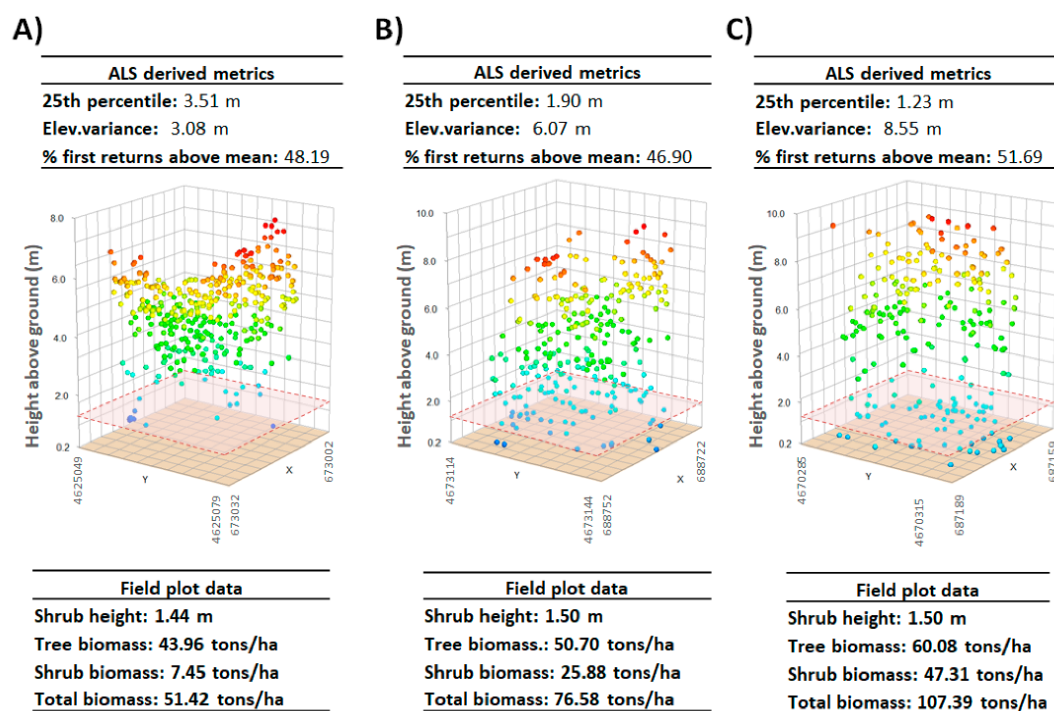 A)
ALS derived metrics
25th percentile: 3.51 m
Elev.variance: 3.08 m
% first returns above mean: 48.19
Height above ground (m)
8.0
6.0
4.0
2.0
0.2
4625049
Y
4625079
673032
X
673002
Field plot data
Shrub height: 1.44 m
Tree biomass: 43.96 tons/ha
Shrub biomass: 7.45 tons/ha
Total biomass: 51.42 tons/ha
B)
ALS derived metrics
25th percentile: 1.90 m
Elev.variance: 6.07 m
% first returns above mean: 46.90
Height above ground (m)
10.0
8.0
6.0
4.0
2.0
0.2
4673114
Y
4673144
688752
X
688722
Field plot data
Shrub height: 1.50 m
Tree biomass.: 50.70 tons/ha
Shrub biomass: 25.88 tons/ha
Total biomass: 76.58 tons/ha
C)
ALS derived metrics
25th percentile: 1.23 m
Elev.variance: 8.55 m
% first returns above mean: 51.69
Height above ground (m)
10.0
8.0
6.0
4.0
2.0
0.2
4670285
Y
4670315
687189
X
687159
Field plot data
Shrub height: 1.50 m
Tree biomass: 60.08 tons/ha
Shrub biomass: 47.31 tons/ha
Total biomass: 107.39 tons/ha